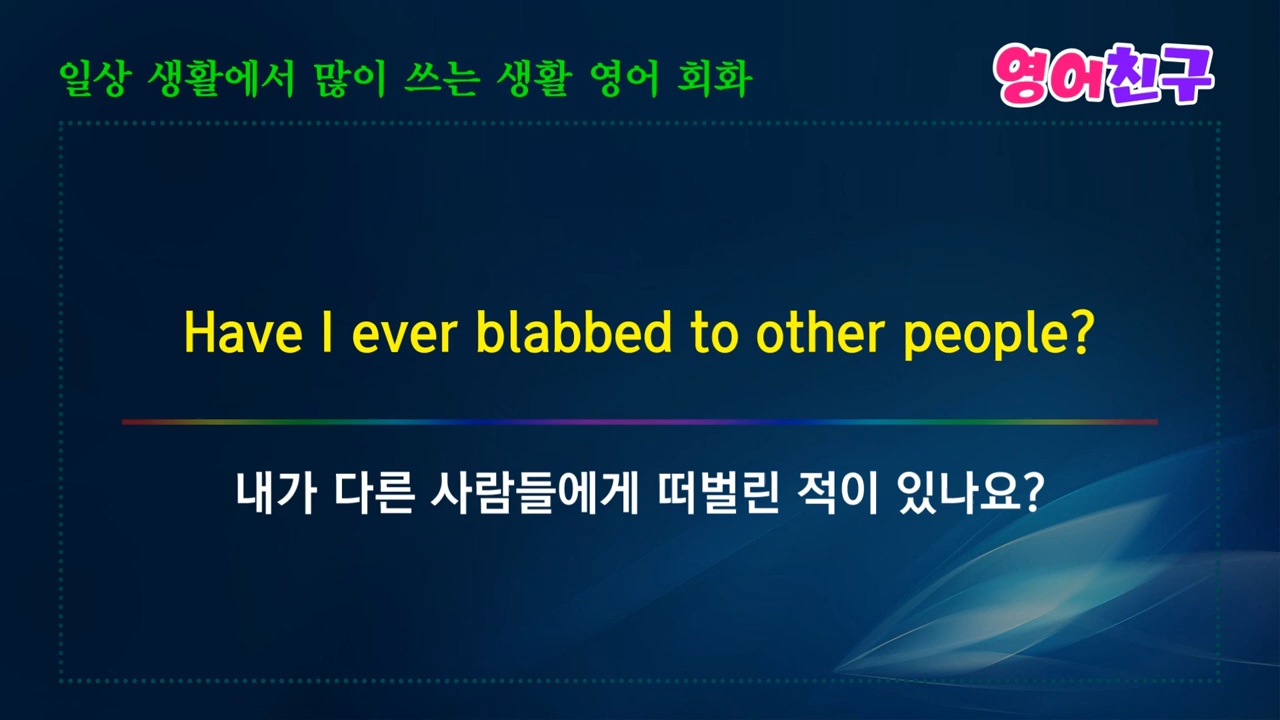 일상 생활에서 많이 쓰는 생활 영어 회화
영어친구
Have I ever blabbed to other people?
내가 다른 사람들에게 떠벌린 적이 있나요?